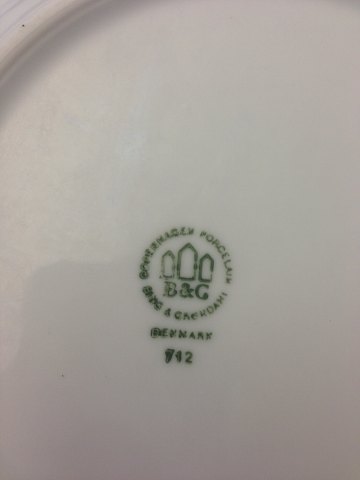 COPENHAGEN PORCELAIN
B&G
BING & GRØNDAHL
DENMARK
712